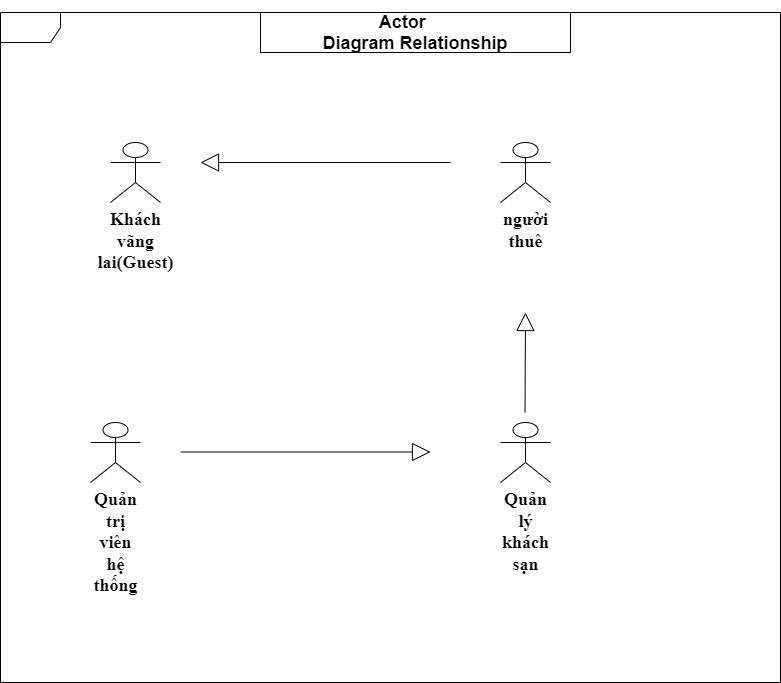 Actor
Diagram Relationship
Khách
vãng
lai(Guest)
người
thuê
Quản
trị
viên
hệ
thống
Quản
lý
khách
sạn